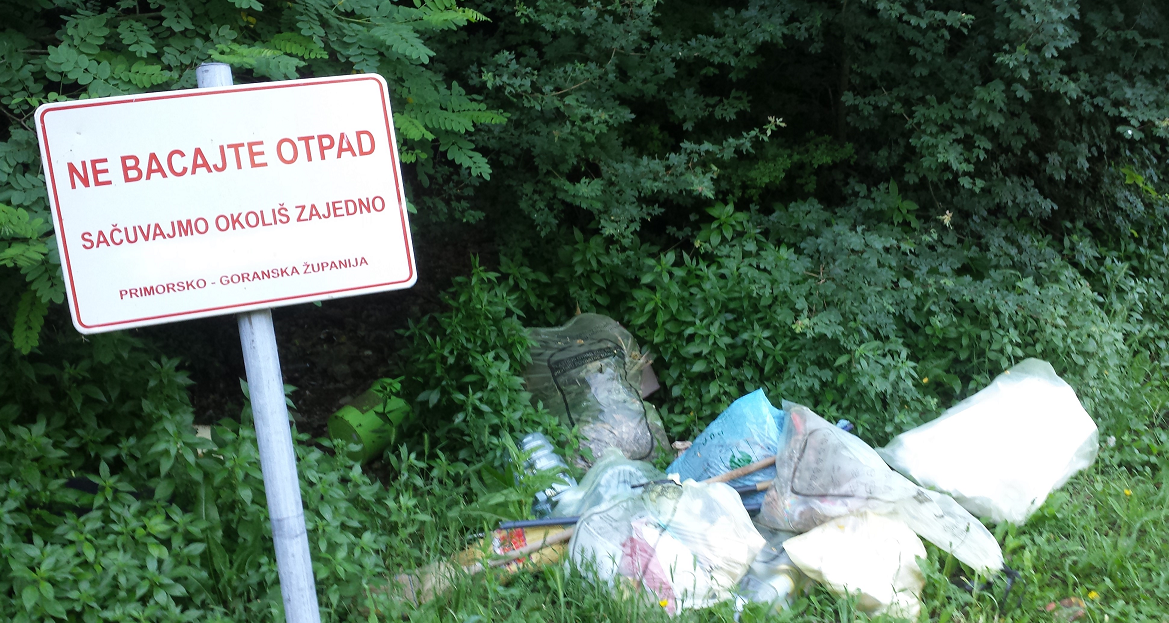 NE BACAJTE OTPAD
SAČUVAJMO OKOLIŠ ZAJEDNO
PRIMORSKO - GORANSKA ŽUPANIJA